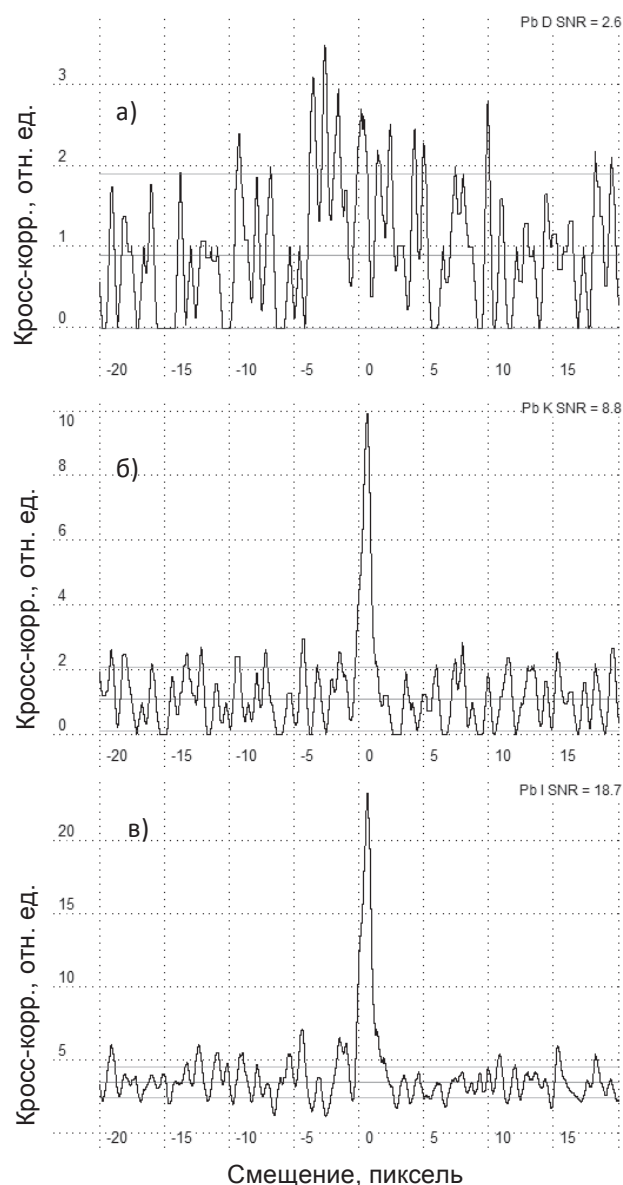 Pb D SNR = 2.6
а)
Кросс-корр., отн. ед.
3
2
1
0
-20 -15 -10 -5 0 5 10 15
Pb K SNR = 8.8
б)
Кросс-корр., отн. ед.
10
8
6
4
2
0
-20 -15 -10 -5 0 5 10 15
Pb I SNR = 18.7
в)
Кросс-корр., отн. ед.
20
15
10
5
-20 -15 -10 -5 0 5 10 15
Смещение, пиксель